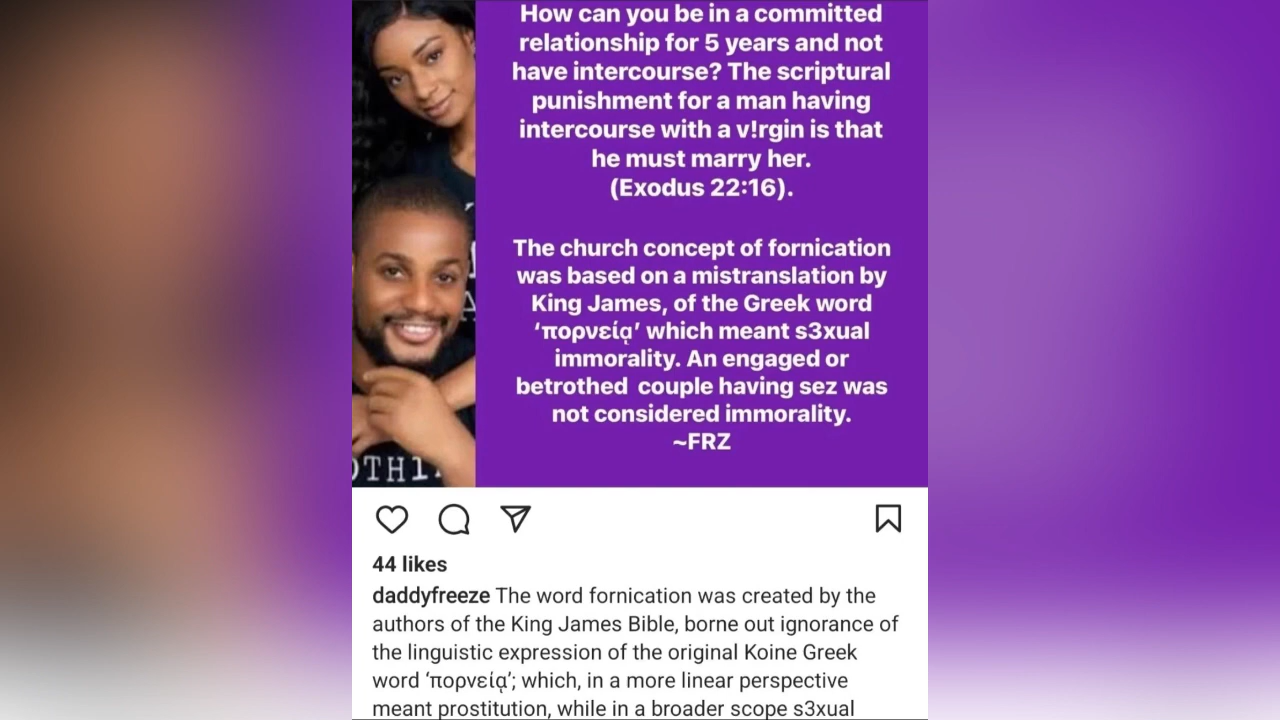 How can you be in a committed
relationship for 5 years and not
have intercourse? The scriptural
punishment for a man having
intercourse with a v!rgin is that
he must marry her.
(Exodus 22:16).
The church concept of fornication
was based on a mistranslation by
King James, of the Greek word
‘πορνείᾳ’ which meant s3xual
immorality. An engaged or
betrothed couple having sez was
not considered immorality.
~FRZ
44 likes
daddyfreeze The word fornication was created by the
authors of the King James Bible, borne out ignorance of
the linguistic expression of the original Koine Greek
word ‘πορνείᾳ’; which, in a more linear perspective
meant prostitution, while in a broader scope s3xual